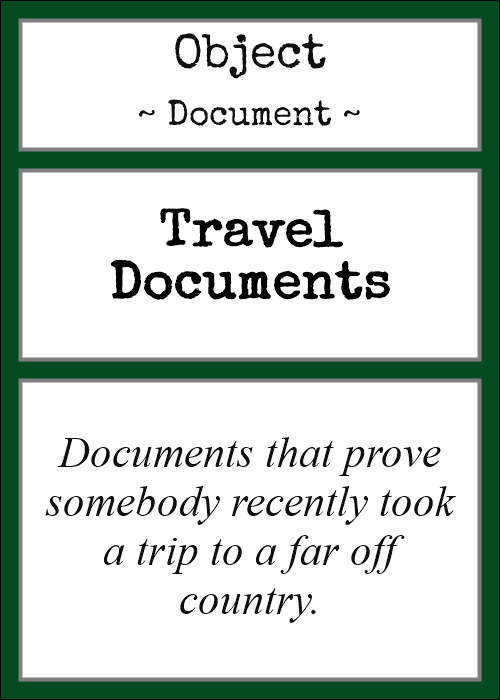 Object
~ Document ~
Travel
Documents
Documents that prove
somebody recently took
a trip to a far off
country.